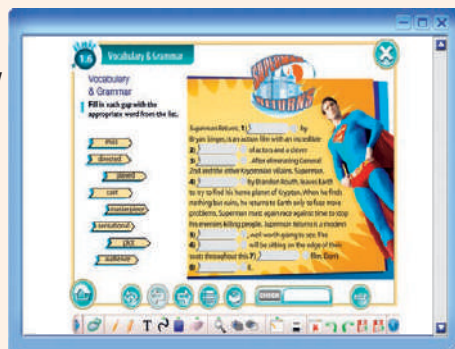 1.6 Vocabulary & Grammar
Vocabulary
& Grammar
1 Fill in each gap with the
appropriate word from the list.
miss
directed
played
cast
masterpiece
sensational
plot
audience
SUPERMAN
RETURNS
Superman Returns, 1) by
Bryan Singer, is an action film with an incredible
2) of actors and a clever
3) . After eliminating General
Zod and the other Kryptonian villains, Superman,
4) by Brandon Routh, leaves Earth
to try to find his home planet of Krypton. When he finds
nothing but ruins, he returns to Earth only to face more
problems. Superman must again race against time to stop
his enemies killing people. Superman Returns is a modern
5) , well worth going to see. The
6) will be sitting on the edge of their
seats throughout this 7) film. Don't
8) it.
CHECK
T